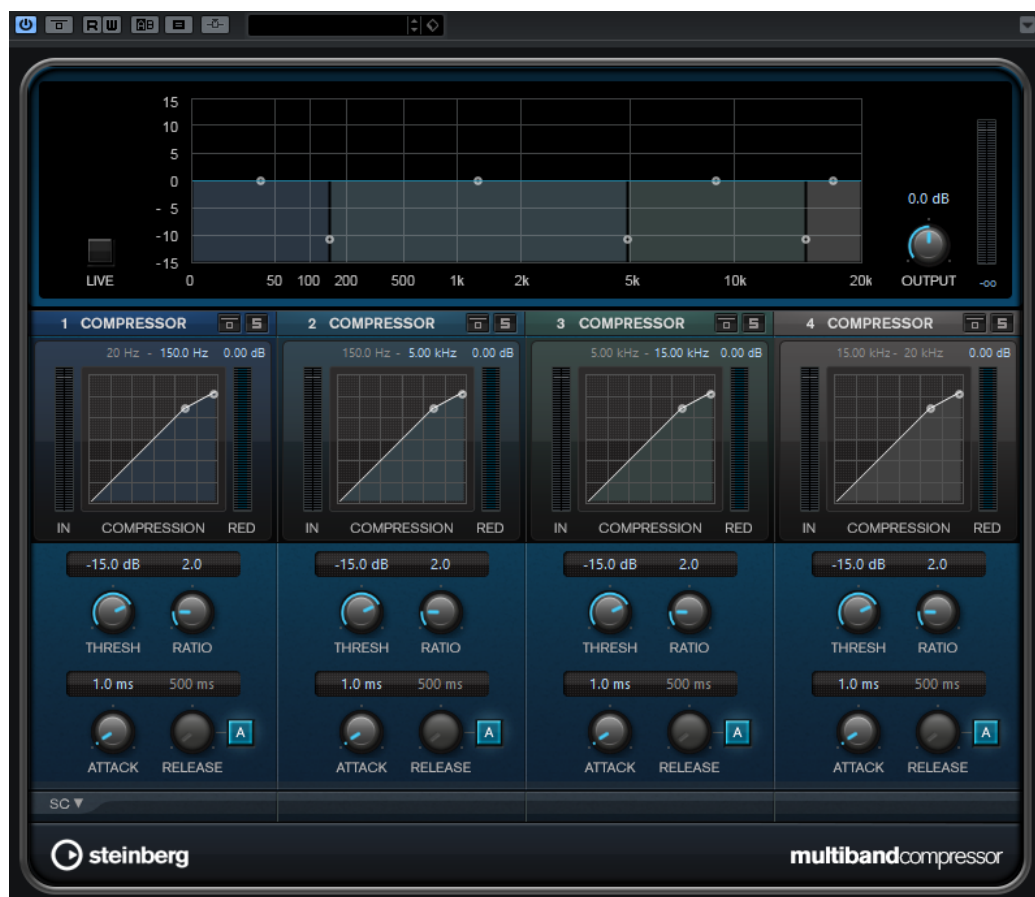 R W AB
15
10
5
0
- 5
-10
-15
0 50 100 200 500 1k 2k 5k 10k 20k
LIVE
0.0 dB
OUTPUT
-oo
1 COMPRESSOR S
2 COMPRESSOR S
3 COMPRESSOR S
4 COMPRESSOR S
20 Hz - 150.0 Hz 0.00 dB
150.0 Hz - 5.00 kHz 0.00 dB
5.00 kHz - 15.00 kHz 0.00 dB
15.00 kHz - 20 kHz 0.00 dB
IN COMPRESSION RED
IN COMPRESSION RED
IN COMPRESSION RED
IN COMPRESSION RED
-15.0 dB 2.0
-15.0 dB 2.0
-15.0 dB 2.0
-15.0 dB 2.0
THRESH RATIO
THRESH RATIO
THRESH RATIO
THRESH RATIO
1.0 ms 500 ms
1.0 ms 500 ms
1.0 ms 500 ms
1.0 ms 500 ms
A
A
A
A
ATTACK RELEASE
ATTACK RELEASE
ATTACK RELEASE
ATTACK RELEASE
SC ▼
steinberg
multibandcompressor